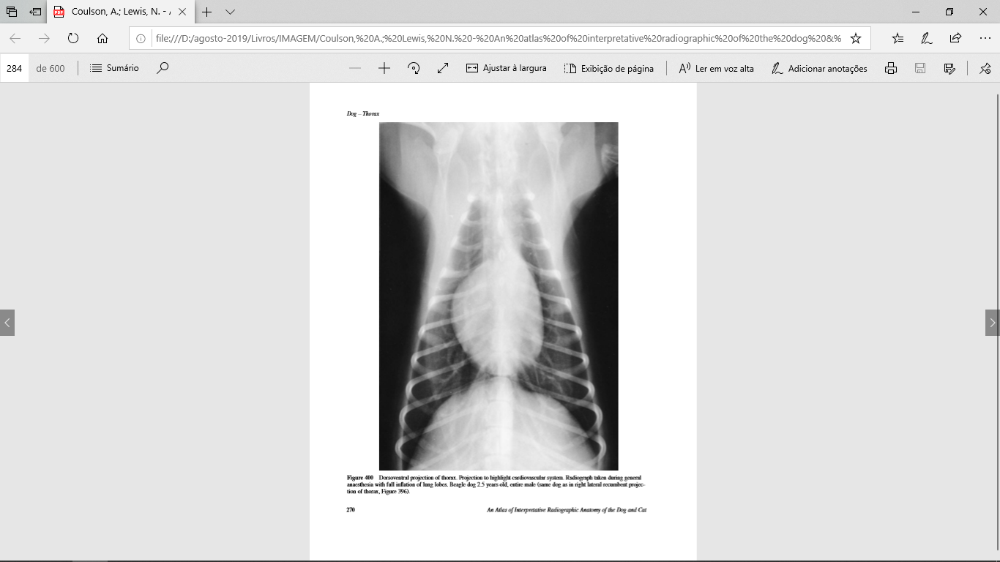 Coulson, A.; Lewis, N. - A
file:///D:/agosto-2019/Livros/IMAGEM/Coulson,%20A.;%20Lewis,%20N.%20-%20An%20atlas%20of%20interpretative%20radiographic%20of%20the%20dog%20&%
284 de 600 Sumário Ajustar à largura Exibição de página Ler em voz alta Adicionar anotações
Dog – Thorax
Figure 400 Dorsoventral projection of thorax. Projection to highlight cardiovascular system. Radiograph taken during general
anaesthesia with full inflation of lung lobes. Beagle dog 2.5 years old, entire male (same dog as in right lateral recumbent projec-
tion of thorax, Figure 396).
270 An Atlas of Interpretative Radiographic Anatomy of the Dog and Cat